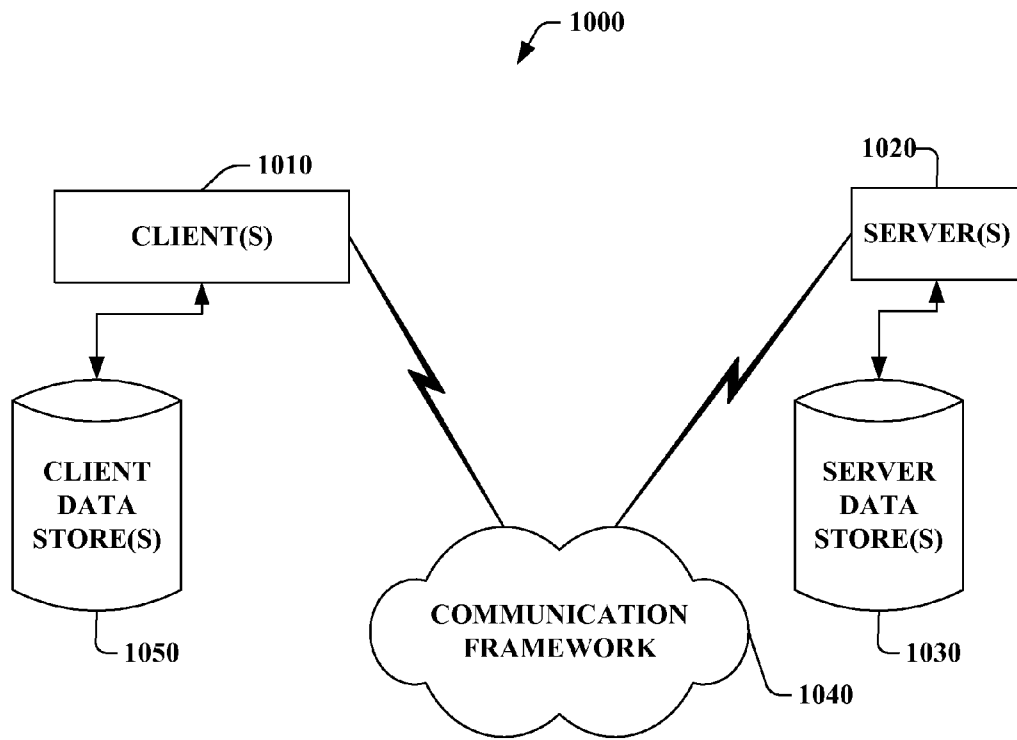 1000
1010
1020
CLIENT(S)
SERVER(S)
CLIENT
DATA
STORE(S)
SERVER
DATA
STORE(S)
COMMUNICATION
FRAMEWORK
1050
1030
1040